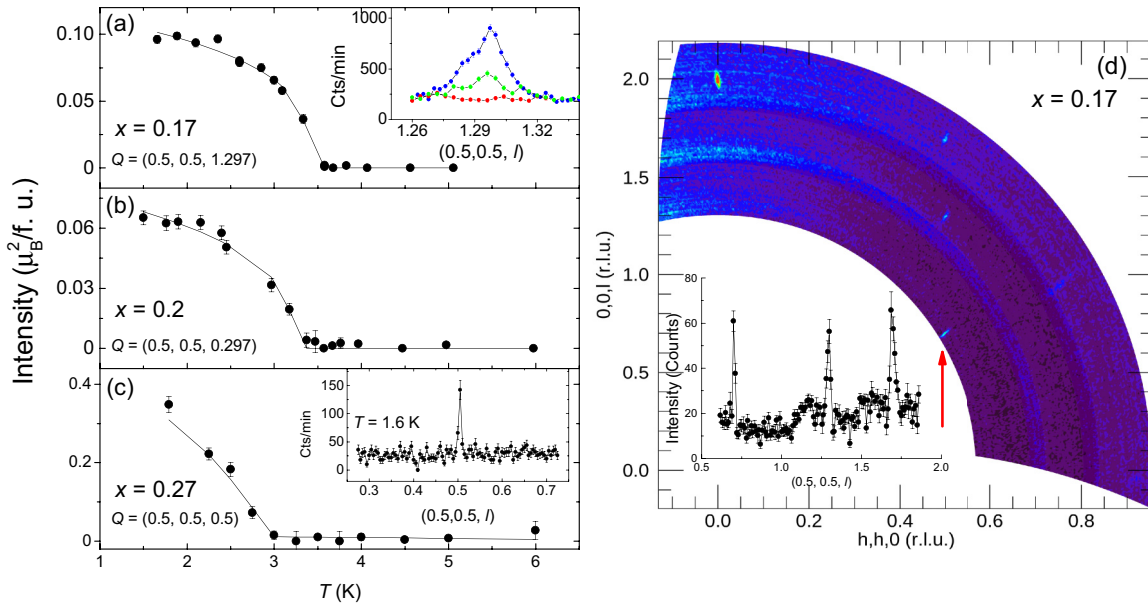 (a)
0.10
0.05
0
x = 0.17
Q = (0.5, 0.5, 1.297)
1000
500
250
Cts/min
1.26
1.29
1.32
(0.5,0.5, l)
(b)
0.06
0.03
0
x = 0.2
Q = (0.5, 0.5, 0.297)
Intensity (μ_B^2/f. u.)
(c)
0.4
0.2
0
x = 0.27
Q = (0.5, 0.5, 0.5)
150
100
50
0
Cts/min
T = 1.6 K
0.3
0.4
0.5
0.6
0.7
(0.5,0.5, l)
1
2
3
4
5
6
T (K)
(d)
x = 0.17
2.0
1.5
1.0
0.5
0.0
0,0,l (r.l.u.)
80
60
40
20
0
Intensity (Counts)
0.5
1.0
1.5
2.0
(0.5, 0.5, l)
0.0
0.2
0.4
0.6
0.8
h,h,0 (r.l.u.)